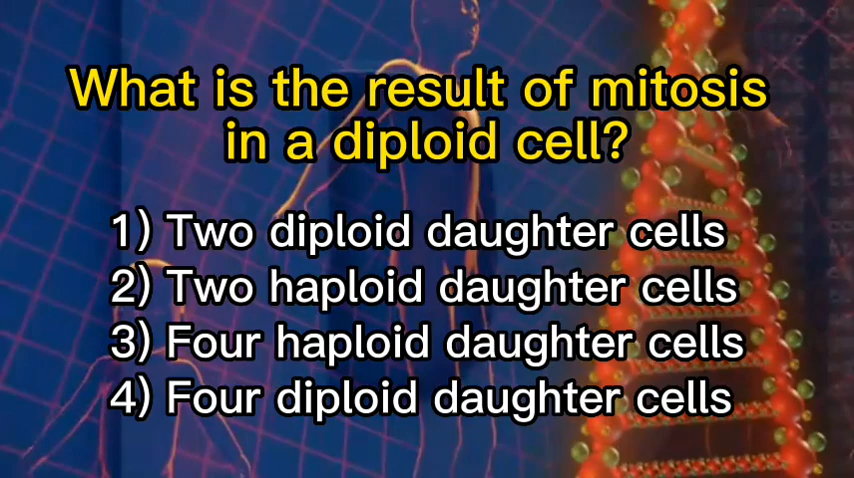 What is the result of mitosis
in a diploid cell?
1) Two diploid daughter cells
2) Two haploid daughter cells
3) Four haploid daughter cells
4) Four diploid daughter cells